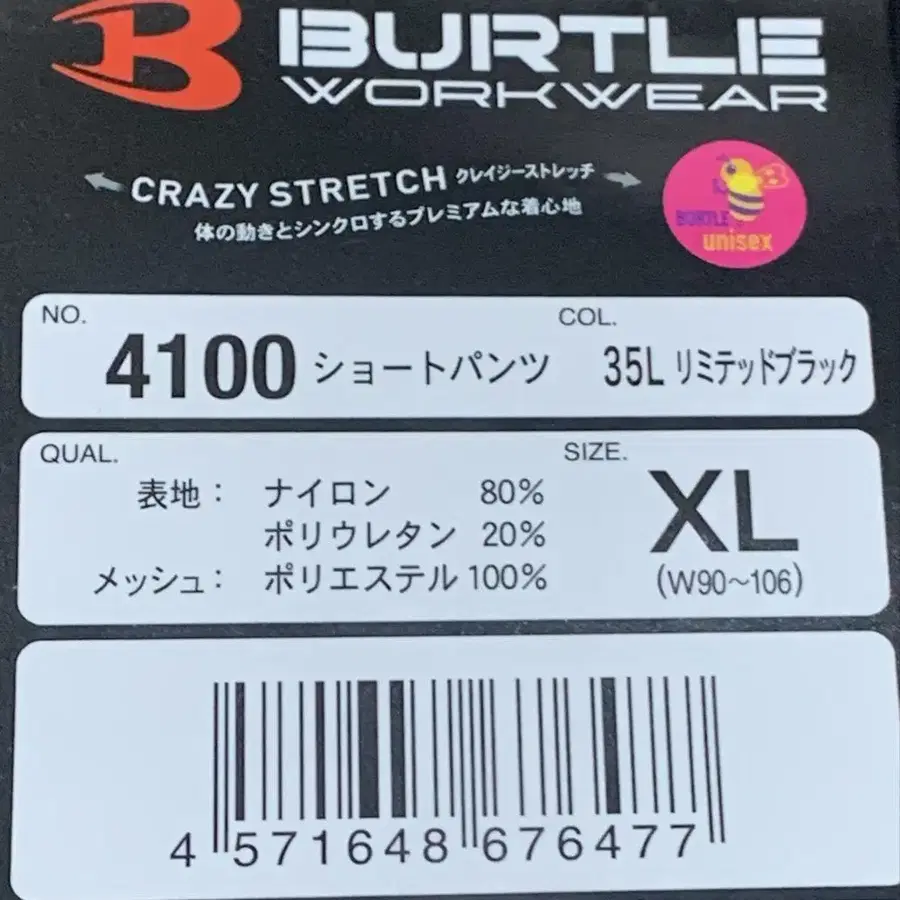 BURTLE
WORKWEAR
CRAZY STRETCH クレイジーストレッチ
体の動きとシンクロするプレミアムな着心地
BURTLE
unisex
NO.
4100 ショートパンツ
COL.
35L リミテッドブラック
QUAL.
表地: ナイロン 80%
ポリウレタン 20%
メッシュ: ポリエステル 100%
SIZE.
XL
(W90~106)
4 571648 676477